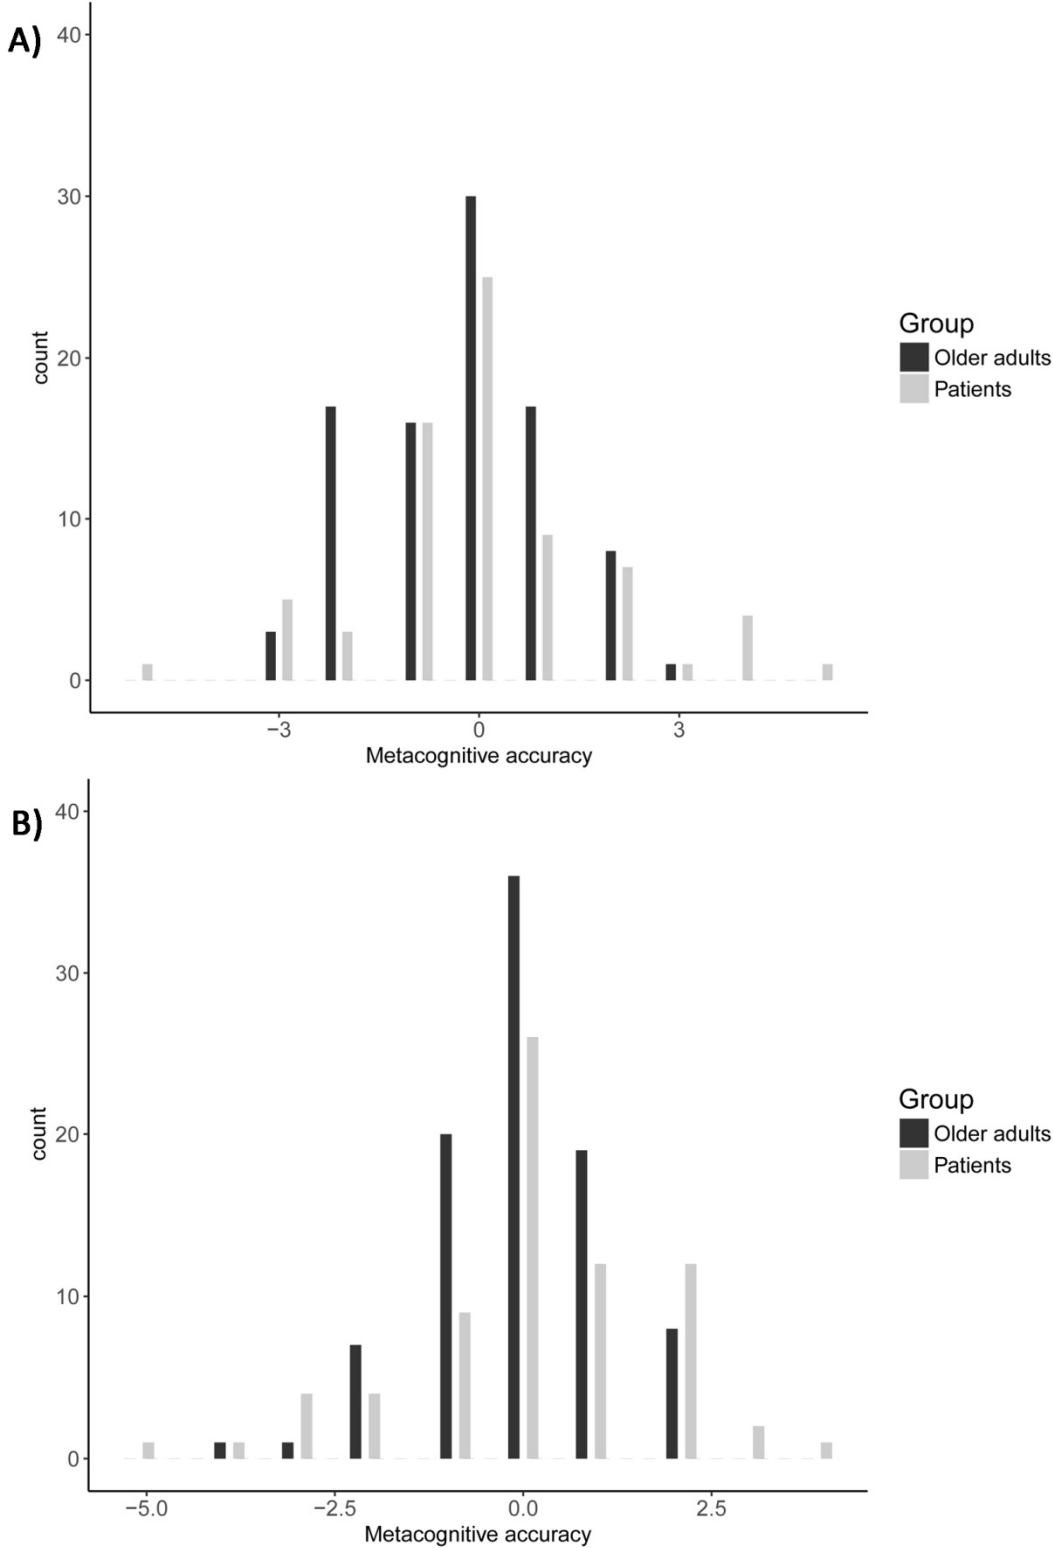 A)
40
30
20
10
0
count
−3 0 3
Metacognitive accuracy
Group
Older adults
Patients
B)
40
30
20
10
0
count
−5.0 −2.5 0.0 2.5
Metacognitive accuracy
Group
Older adults
Patients